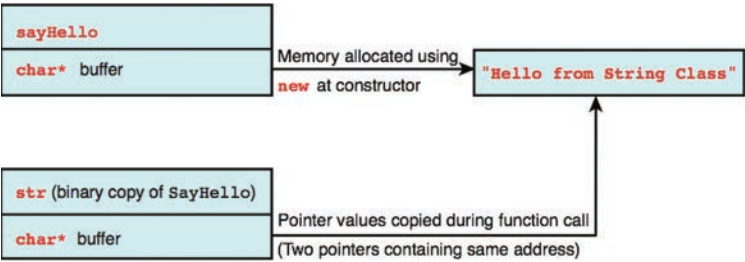 sayHello
char* buffer
Memory allocated using
new at constructor
"Hello from String Class"
str (binary copy of SayHello)
char* buffer
Pointer values copied during function call
(Two pointers containing same address)